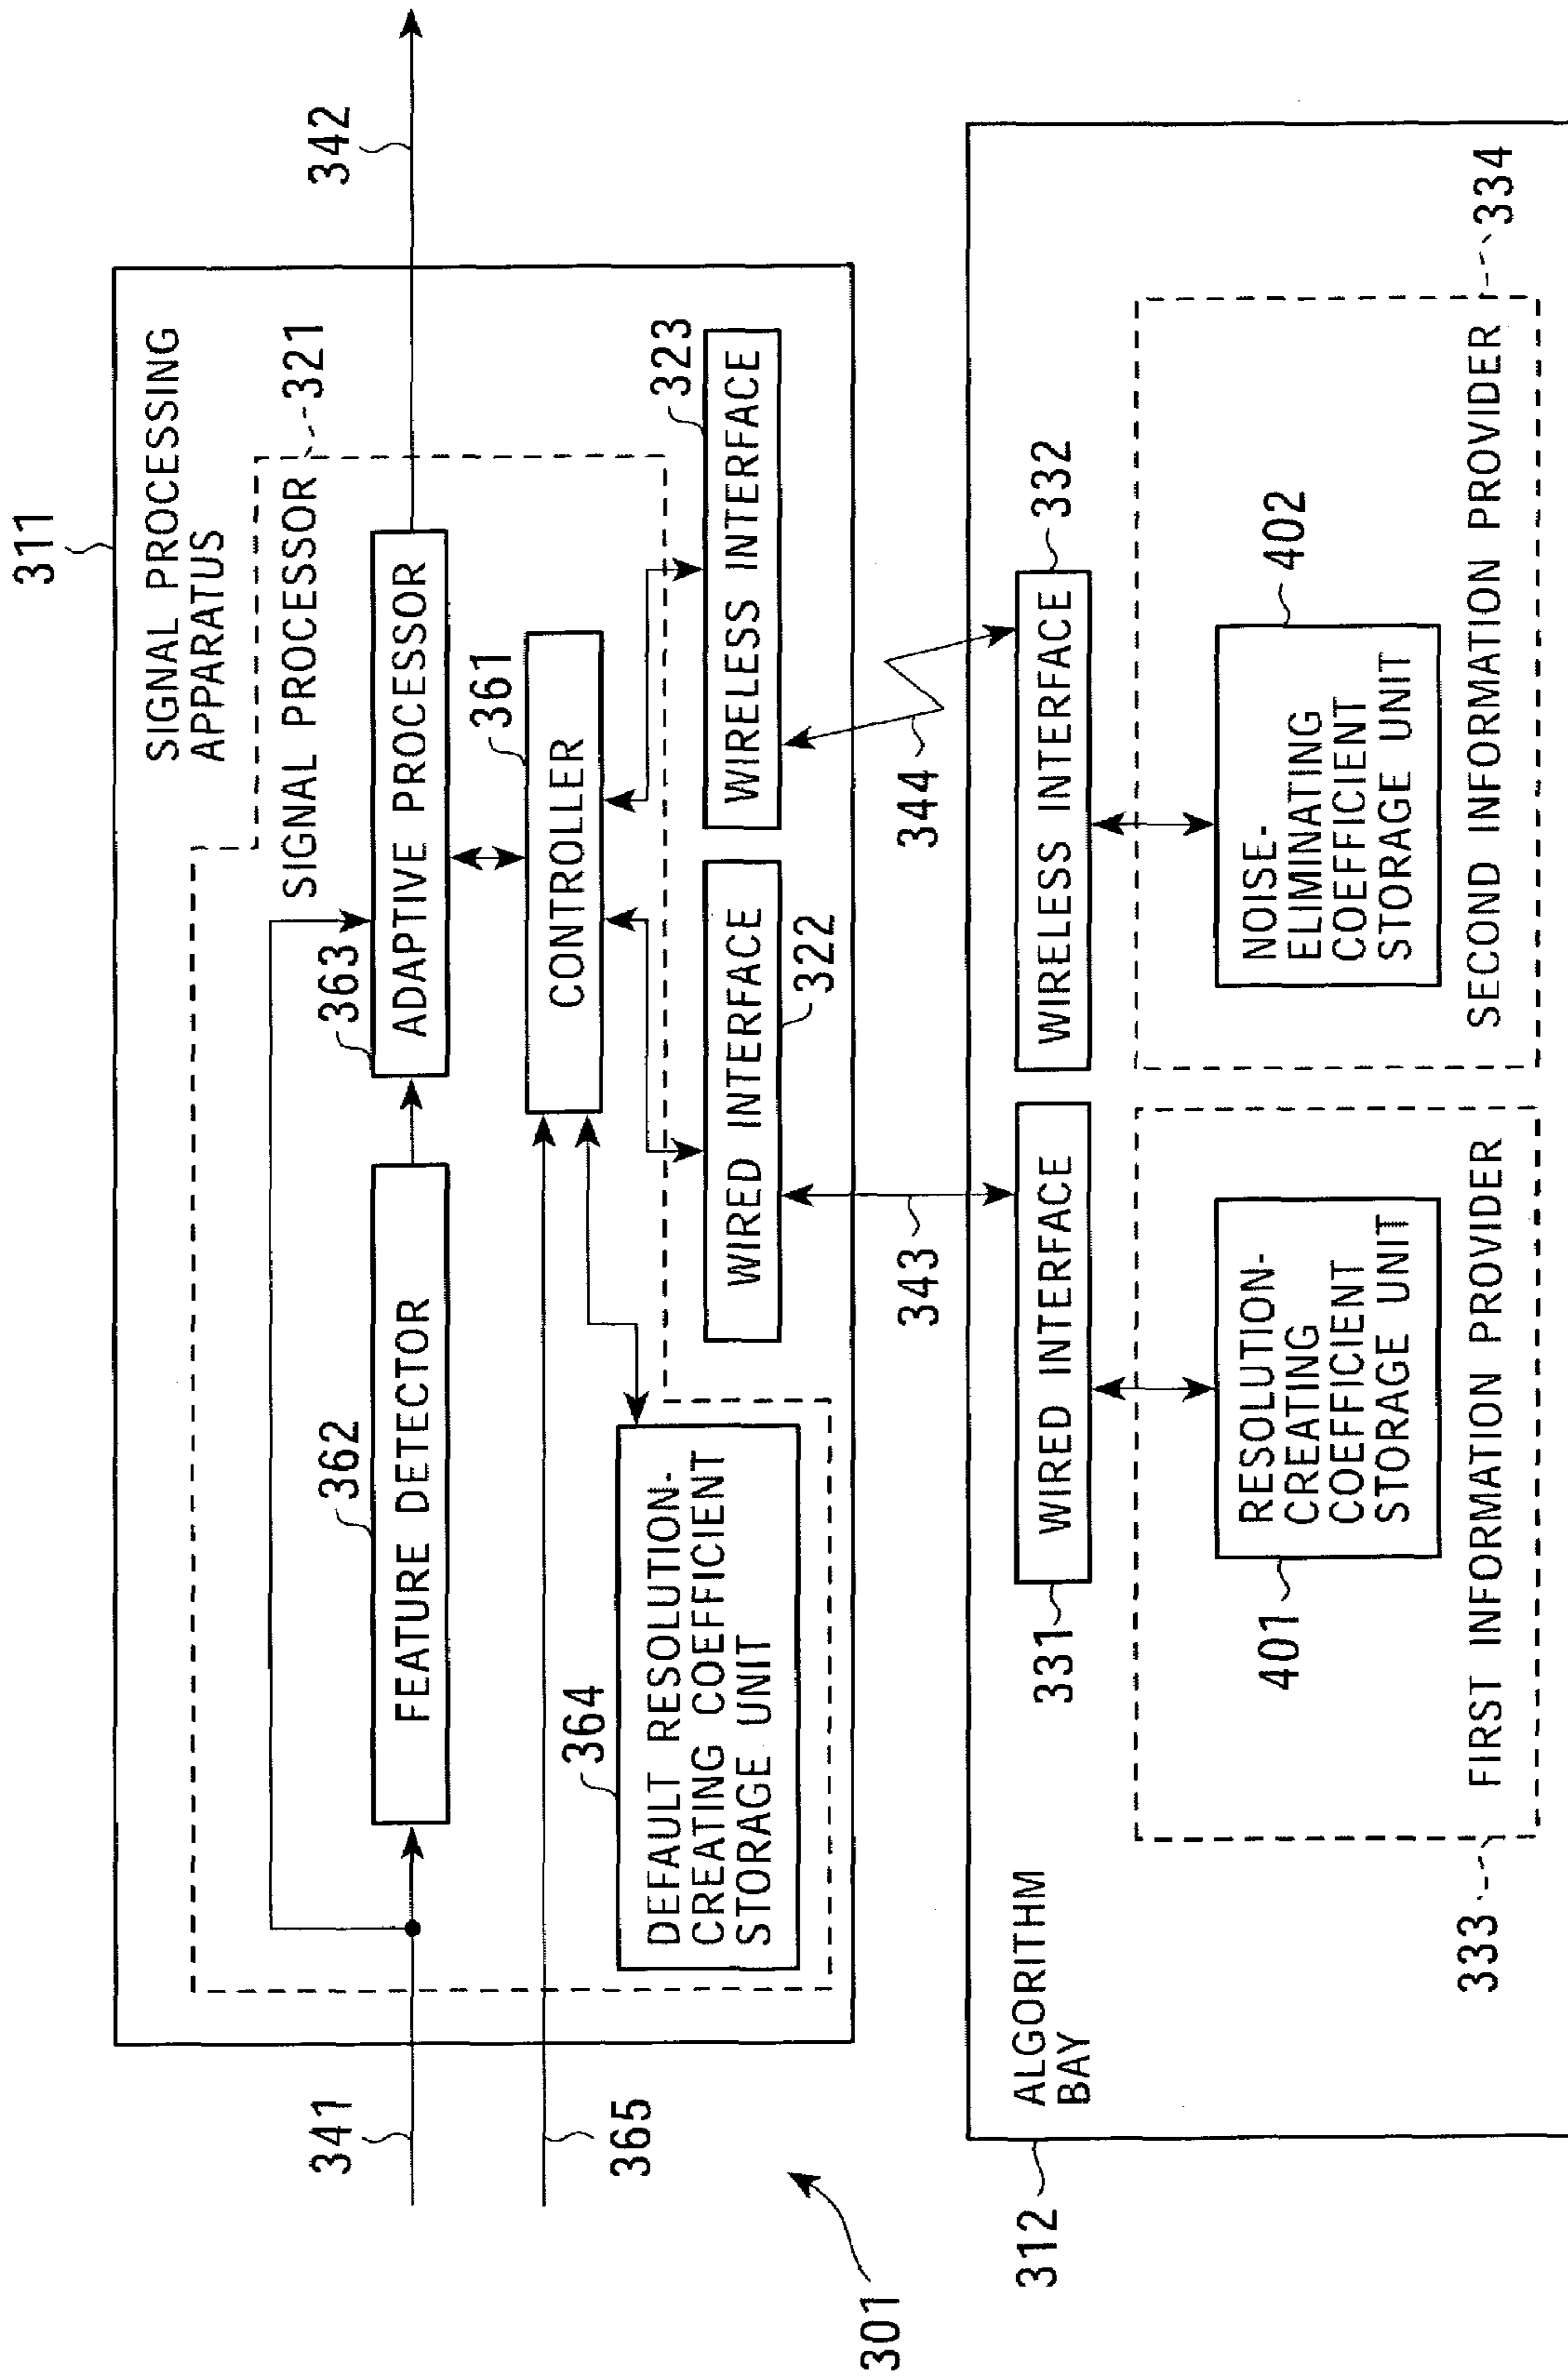 311
SIGNAL PROCESSING
APPARATUS
342
SIGNAL PROCESSOR
321
341
362
FEATURE DETECTOR
363
ADAPTIVE PROCESSOR
361
CONTROLLER
365
364
DEFAULT RESOLUTION-
CREATING COEFFICIENT
STORAGE UNIT
WIRED INTERFACE
322
WIRELESS INTERFACE
323
301
343
344
312
ALGORITHM
BAY
331
WIRED INTERFACE
WIRELESS INTERFACE
332
401
RESOLUTION-
CREATING
COEFFICIENT
STORAGE UNIT
NOISE-
ELIMINATING
COEFFICIENT
STORAGE UNIT
402
333
FIRST INFORMATION PROVIDER
SECOND INFORMATION PROVIDER
334